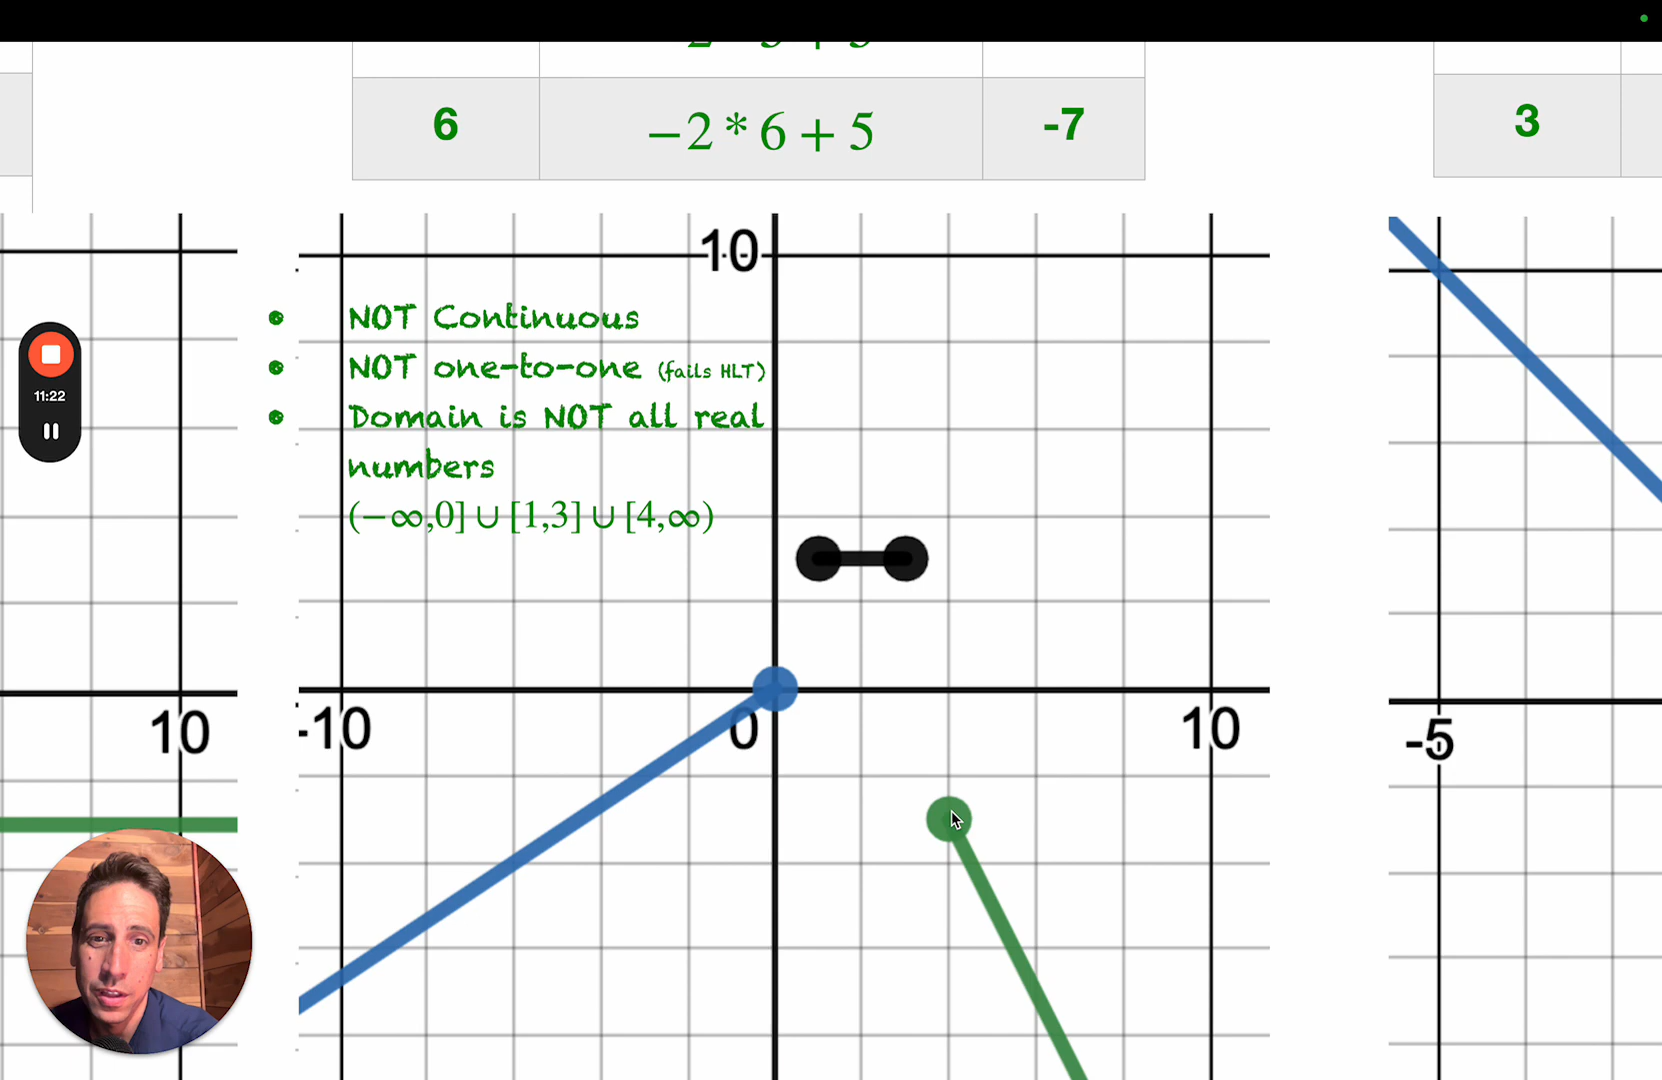 6
−2 * 6 + 5
-7
3
10
NOT Continuous
NOT one-to-one (fails HLT)
Domain is NOT all real
numbers
(−∞,0] ∪ [1,3] ∪ [4,∞)
11:22
10
-10
0
10
-5